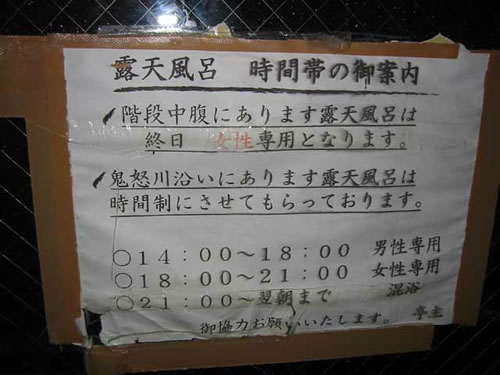 露天風呂　時間帯の御案内
階段中腹にあります露天風呂は
終日　女性専用となります。
鬼怒川沿いにあります露天風呂は
時間制にさせてもらっております。
○14：00～18：00　男性専用
○18：00～21：00　女性専用
○21：00～翌朝まで　混浴
御協力お願いいたします。　亭主